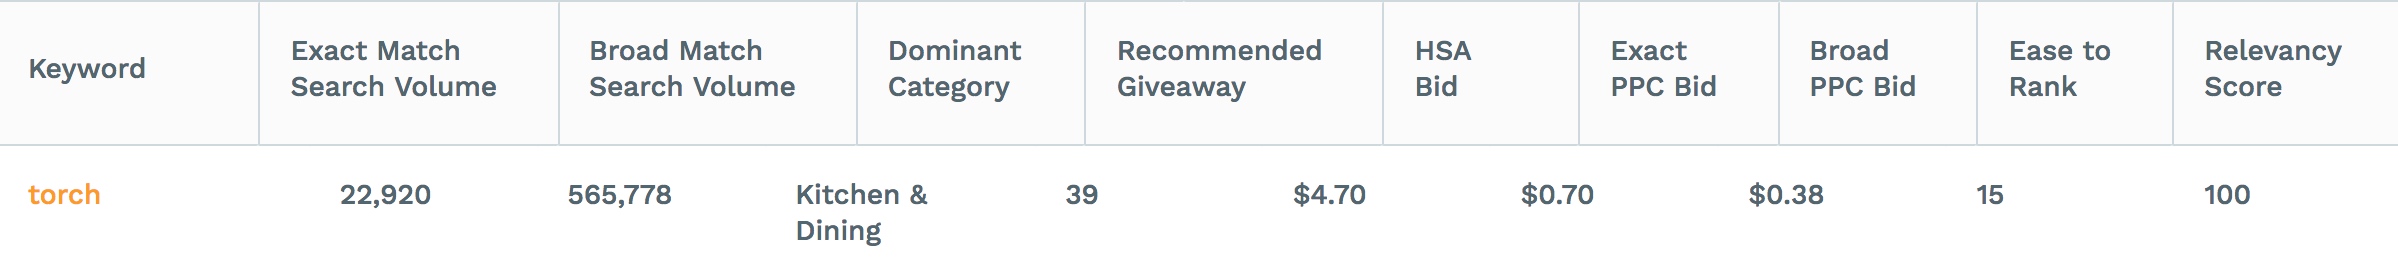 Keyword
Exact Match
Search Volume
Broad Match
Search Volume
Dominant
Category
Recommended
Giveaway
HSA
Bid
Exact
PPC Bid
Broad
PPC Bid
Ease to
Rank
Relevancy
Score
torch
22,920
565,778
Kitchen &
Dining
39
$4.70
$0.70
$0.38
15
100